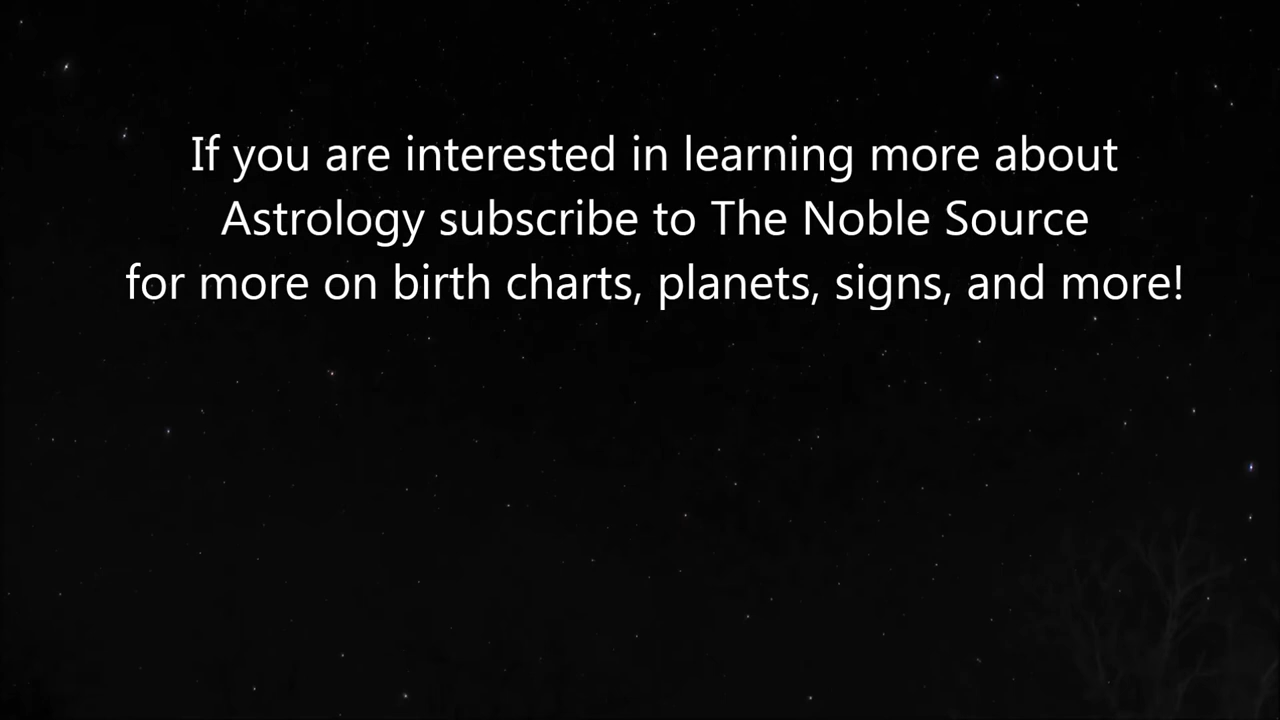 If you are interested in learning more about
Astrology subscribe to The Noble Source
for more on birth charts, planets, signs, and more!